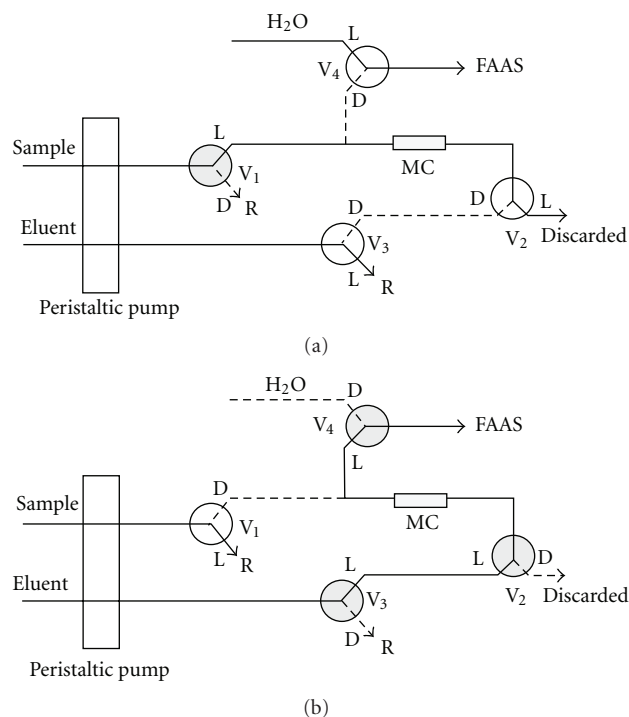 H₂O
L
V₄
FAAS
D
Sample
L
V₁
MC
D
R
D
L
V₂
Discarded
Eluent
D
V₃
L
R
Peristaltic pump
(a)
H₂O
D
V₄
FAAS
L
Sample
D
V₁
MC
L
R
L
D
V₂
Discarded
Eluent
L
V₃
D
R
Peristaltic pump
(b)